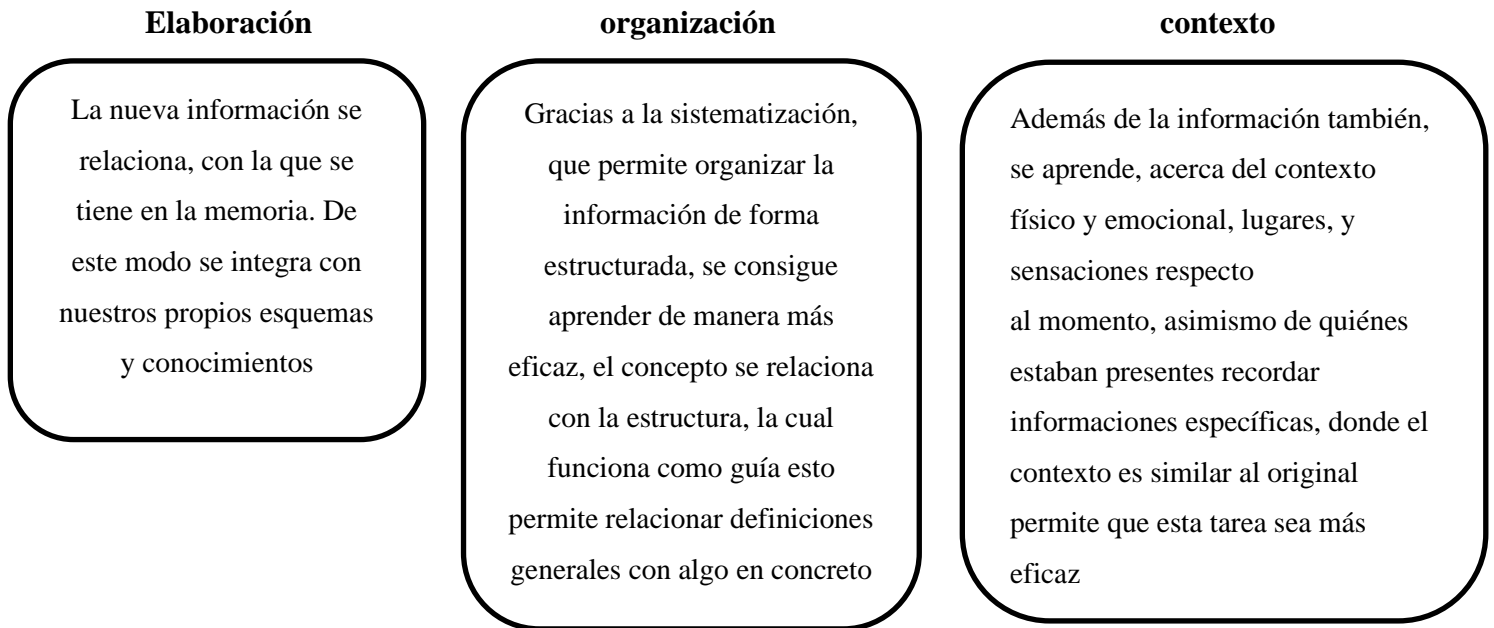 Elaboración
La nueva información se
relaciona, con la que se
tiene en la memoria. De
este modo se integra con
nuestros propios esquemas
y conocimientos
organización
Gracias a la sistematización,
que permite organizar la
información de forma
estructurada, se consigue
aprender de manera más
eficaz, el concepto se relaciona
con la estructura, la cual
funciona como guía esto
permite relacionar definiciones
generales con algo en concreto
contexto
Además de la información también,
se aprende, acerca del contexto
físico y emocional, lugares, y
sensaciones respecto
al momento, asimismo de quiénes
estaban presentes recordar
informaciones específicas, donde el
contexto es similar al original
permite que esta tarea sea más
eficaz